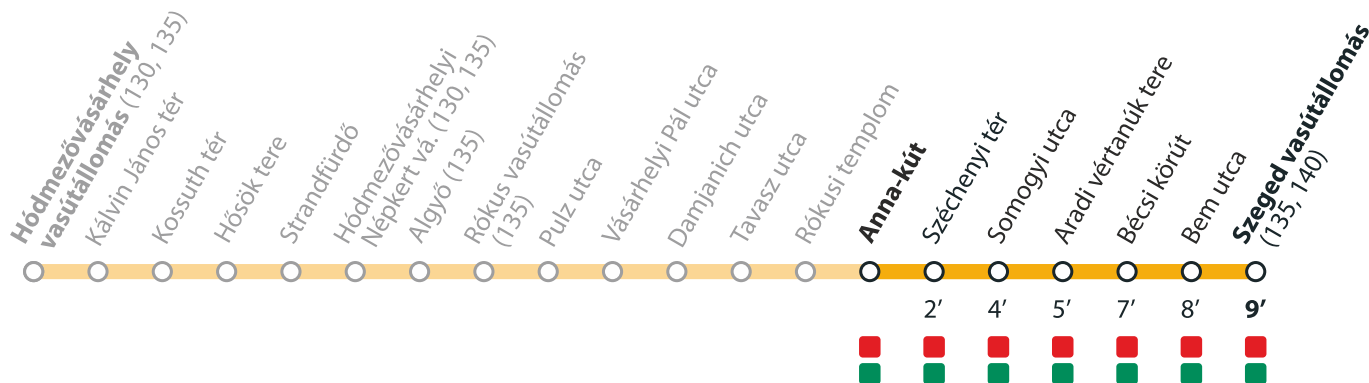 Hódmezővásárhely
vasútállomás (130, 135)
Kálvin János tér
Kossuth tér
Hősök tere
Strandfürdő
Hódmezővásárhelyi
Népkert vá. (130, 135)
Algyő (135)
Rókus vasútállomás
(135)
Pulz utca
Vásárhelyi Pál utca
Damjanich utca
Tavasz utca
Rókusi templom
Anna-kút
Széchenyi tér
Somogyi utca
Aradi vértanúk tere
Bécsi körút
Bem utca
Szeged vasútállomás
(135, 140)
2’ 4’ 5’ 7’ 8’ 9’